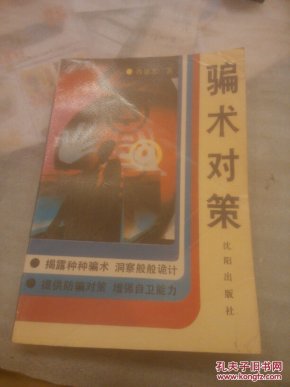 骗术对策
沈阳出版社
●揭露种种骗术 洞察般般诡计
●提供防骗对策 增强自卫能力
孔夫子旧书网